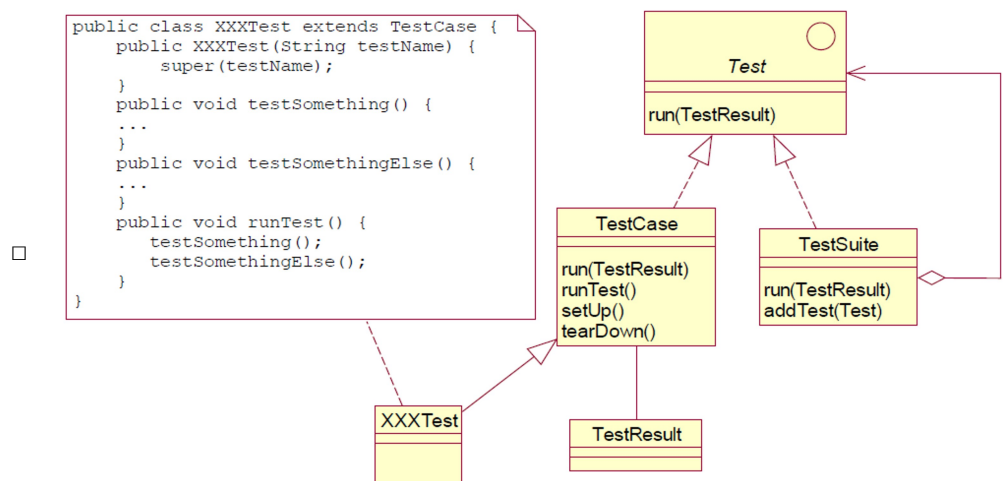 public class XXXTest extends TestCase {
    public XXXTest(String testName) {
        super(testName);
    }
    public void testSomething() {
    ...
    }
    public void testSomethingElse() {
    ...
    }
    public void runTest() {
       testSomething();
       testSomethingElse();
    }
}
Test
run(TestResult)
TestCase
run(TestResult)
runTest()
setUp()
tearDown()
TestSuite
run(TestResult)
addTest(Test)
XXXTest
TestResult